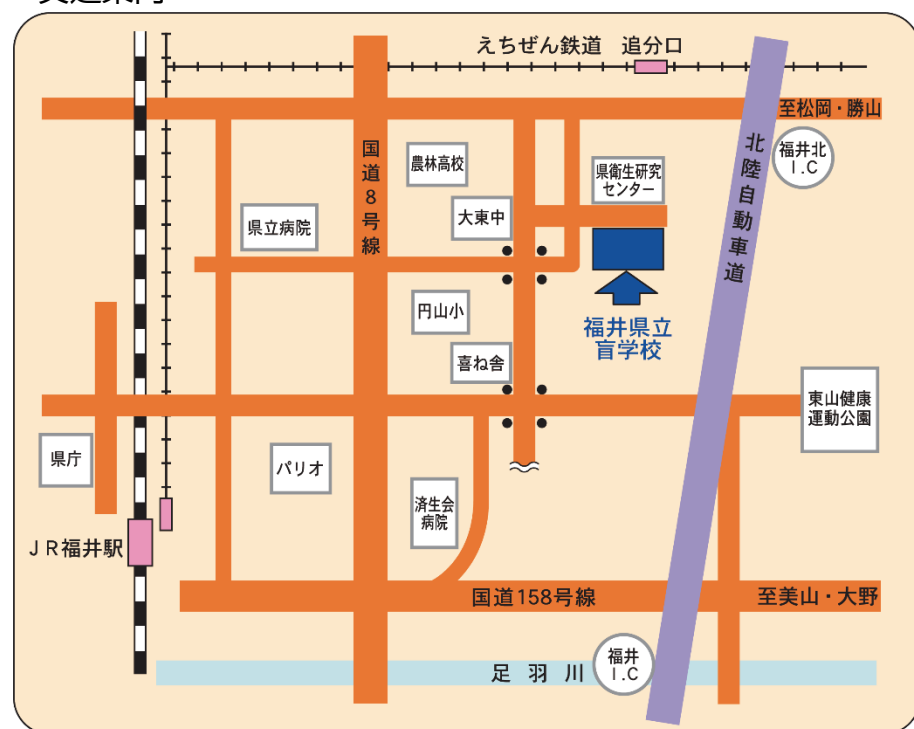 えちぜん鉄道 追分口
至松岡・勝山
福井北
I.C
北陸自動車道
国道8号線
農林高校
県衛生研究
センター
大東中
県立病院
円山小
福井県立
盲学校
喜ね舎
東山健康
運動公園
県庁
パリオ
済生会
病院
JR福井駅
国道158号線
至美山・大野
足羽川
福井
I.C